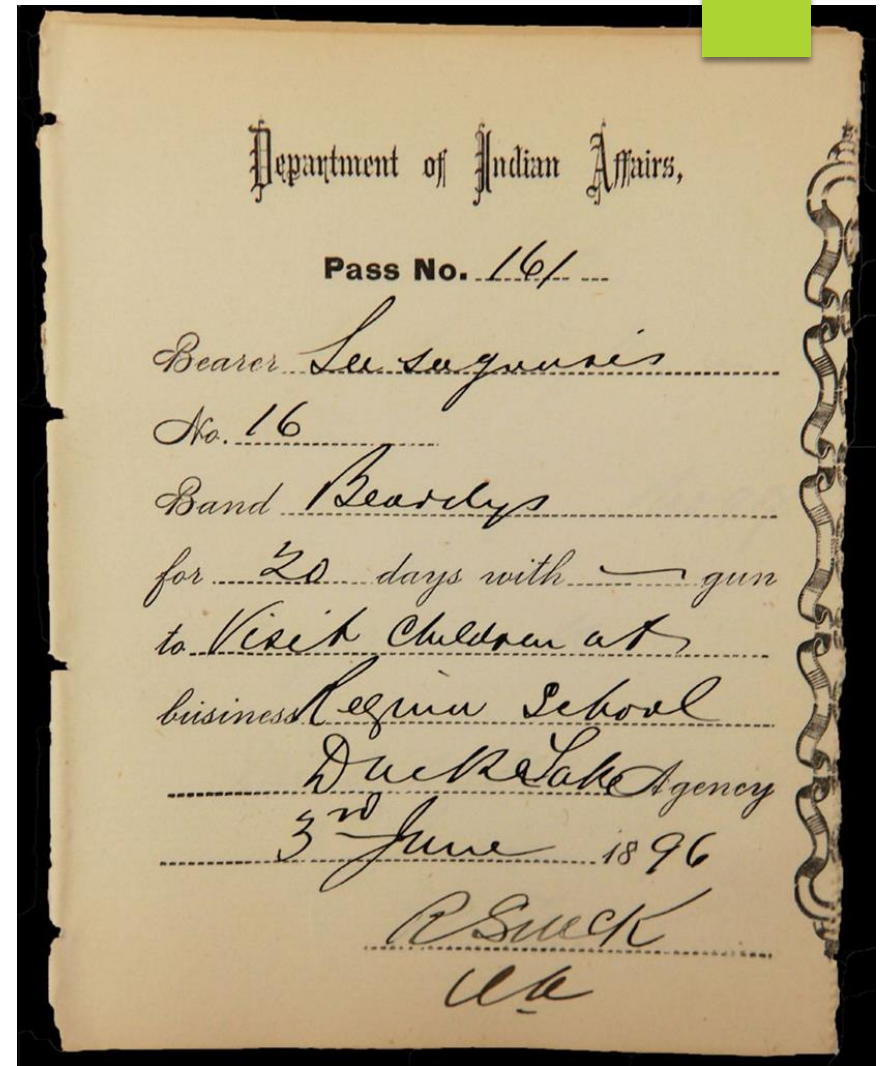 Department of Indian Affairs,
Pass No. 161
Bearer
No. 16
Band Beardys
for 20 days with — gun
to Visit Children at
business Regina School
Duck Lake Agency
3rd June 1896